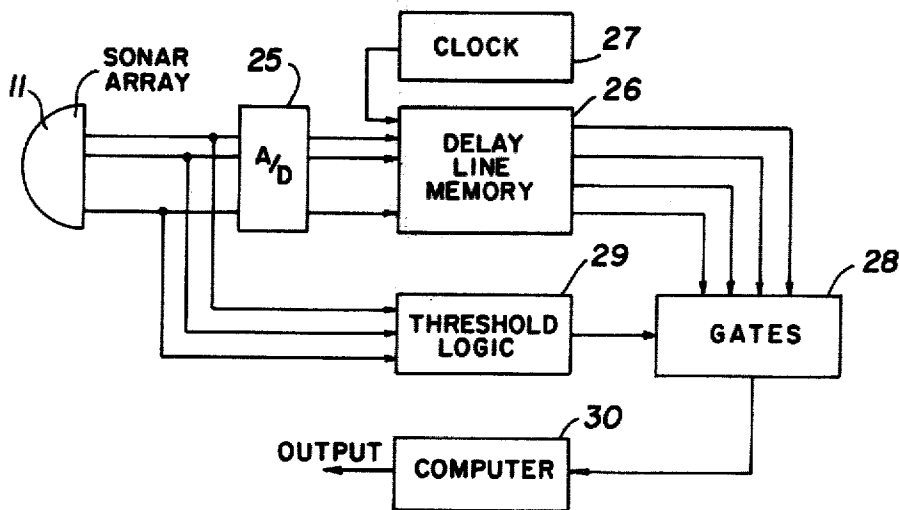 CLOCK
27
SONAR
ARRAY
11
25
A/D
26
DELAY
LINE
MEMORY
29
THRESHOLD
LOGIC
28
GATES
30
OUTPUT
COMPUTER